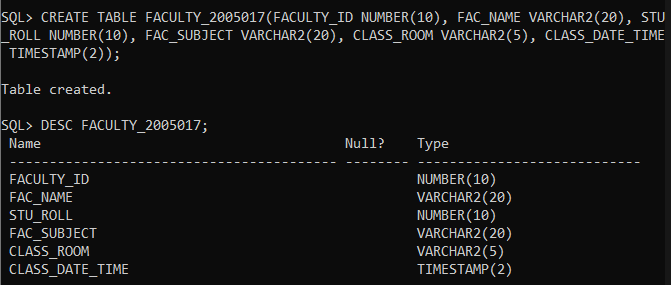 SQL> CREATE TABLE FACULTY_2005017(FACULTY_ID NUMBER(10), FAC_NAME VARCHAR2(20), STU
_ROLL NUMBER(10), FAC_SUBJECT VARCHAR2(20), CLASS_ROOM VARCHAR2(5), CLASS_DATE_TIME
 TIMESTAMP(2));
Table created.
SQL> DESC FACULTY_2005017;
 Name                                      Null?    Type
 ----------------------------------------- -------- ----------------------------
 FACULTY_ID                                         NUMBER(10)
 FAC_NAME                                           VARCHAR2(20)
 STU_ROLL                                           NUMBER(10)
 FAC_SUBJECT                                        VARCHAR2(20)
 CLASS_ROOM                                         VARCHAR2(5)
 CLASS_DATE_TIME                                    TIMESTAMP(2)